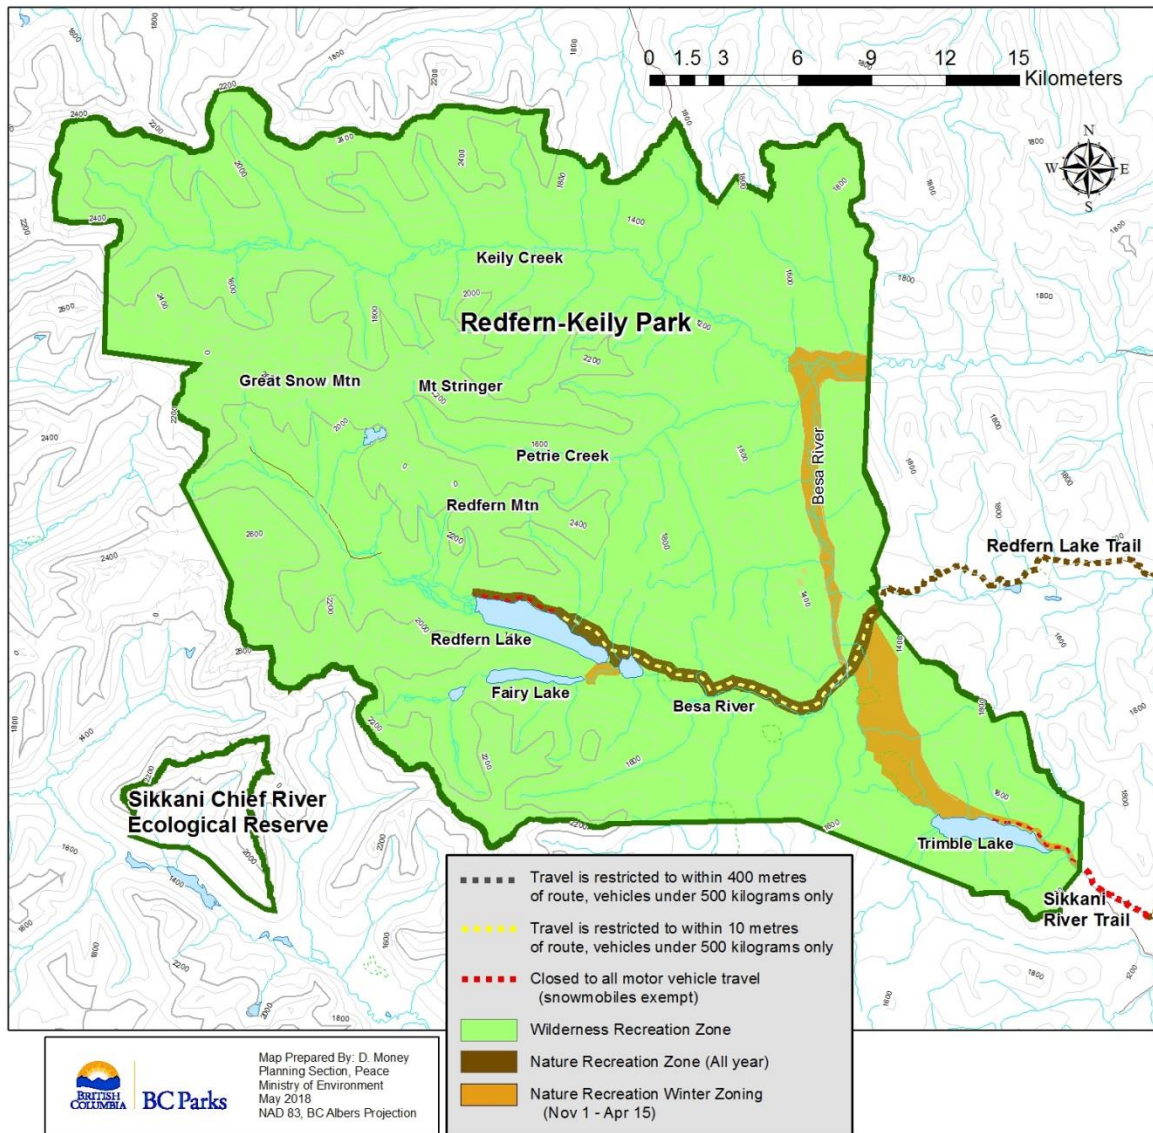 0 1.5 3 6 9 12 15
Kilometers
N
W E
S
Keily Creek
Redfern-Keily Park
Great Snow Mtn
Mt Stringer
Petrie Creek
Besa River
Redfern Mtn
Redfern Lake Trail
Redfern Lake
Fairy Lake
Besa River
Sikkani Chief River
Ecological Reserve
Trimble Lake
Sikkani
River Trail
Travel is restricted to within 400 metres
of route, vehicles under 500 kilograms only
Travel is restricted to within 10 metres
of route, vehicles under 500 kilograms only
Closed to all motor vehicle travel
(snowmobiles exempt)
Wilderness Recreation Zone
Nature Recreation Zone (All year)
Nature Recreation Winter Zoning
(Nov 1 - Apr 15)
BRITISH
COLUMBIA
BC Parks
Map Prepared By: D. Money
Planning Section, Peace
Ministry of Environment
May 2018
NAD 83, BC Albers Projection